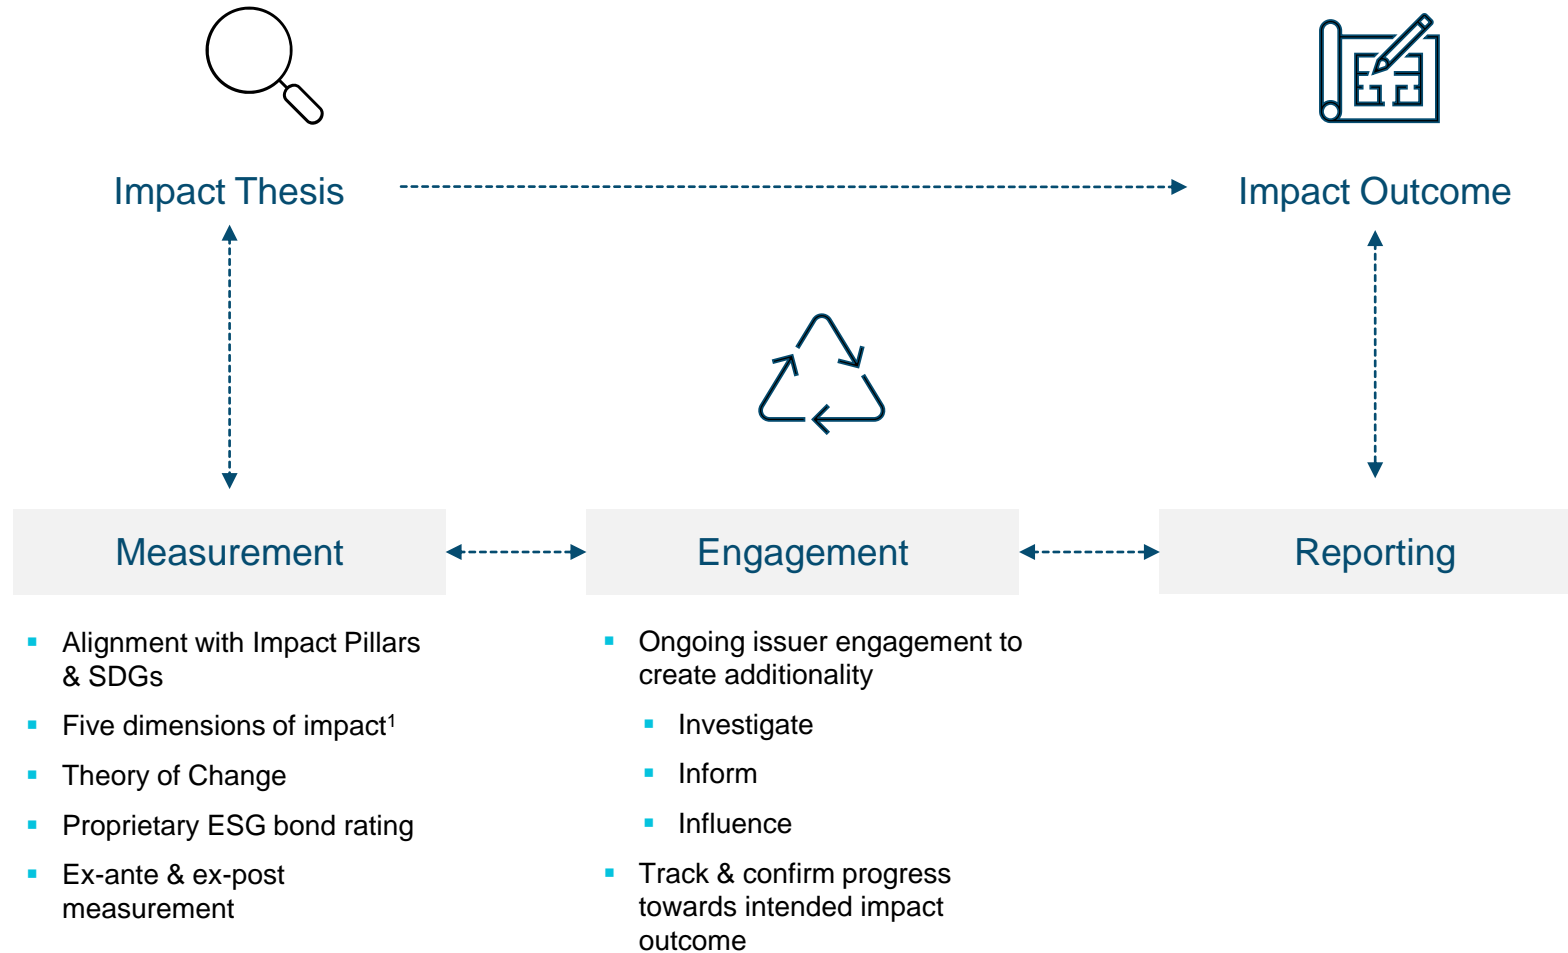 Impact Thesis
Impact Outcome
Measurement
Engagement
Reporting
▪ Alignment with Impact Pillars
& SDGs
▪ Five dimensions of impact¹
▪ Theory of Change
▪ Proprietary ESG bond rating
▪ Ex-ante & ex-post
measurement
▪ Ongoing issuer engagement to
create additionality
▪ Investigate
▪ Inform
▪ Influence
▪ Track & confirm progress
towards intended impact
outcome